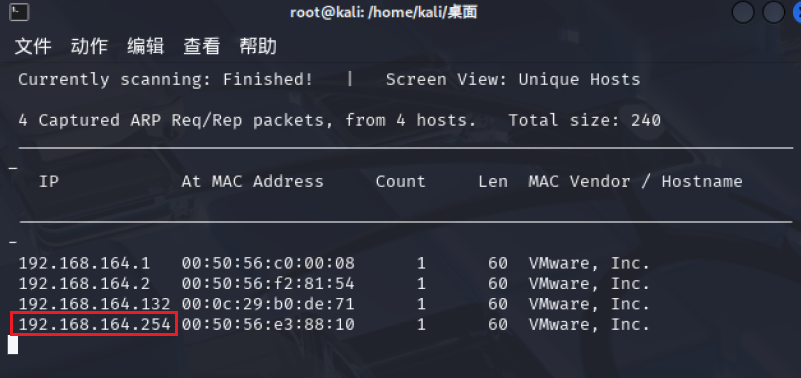 root@kali: /home/kali/桌面
文件 动作 编辑 查看 帮助
Currently scanning: Finished! | Screen View: Unique Hosts
4 Captured ARP Req/Rep packets, from 4 hosts. Total size: 240
_____________________________________________________________________________
_
IP At MAC Address Count Len MAC Vendor / Hostname
-----------------------------------------------------------------------------
192.168.164.1 00:50:56:c0:00:08 1 60 VMware, Inc.
192.168.164.2 00:50:56:f2:81:54 1 60 VMware, Inc.
192.168.164.132 00:0c:29:b0:de:71 1 60 VMware, Inc.
192.168.164.254 00:50:56:e3:88:10 1 60 VMware, Inc.